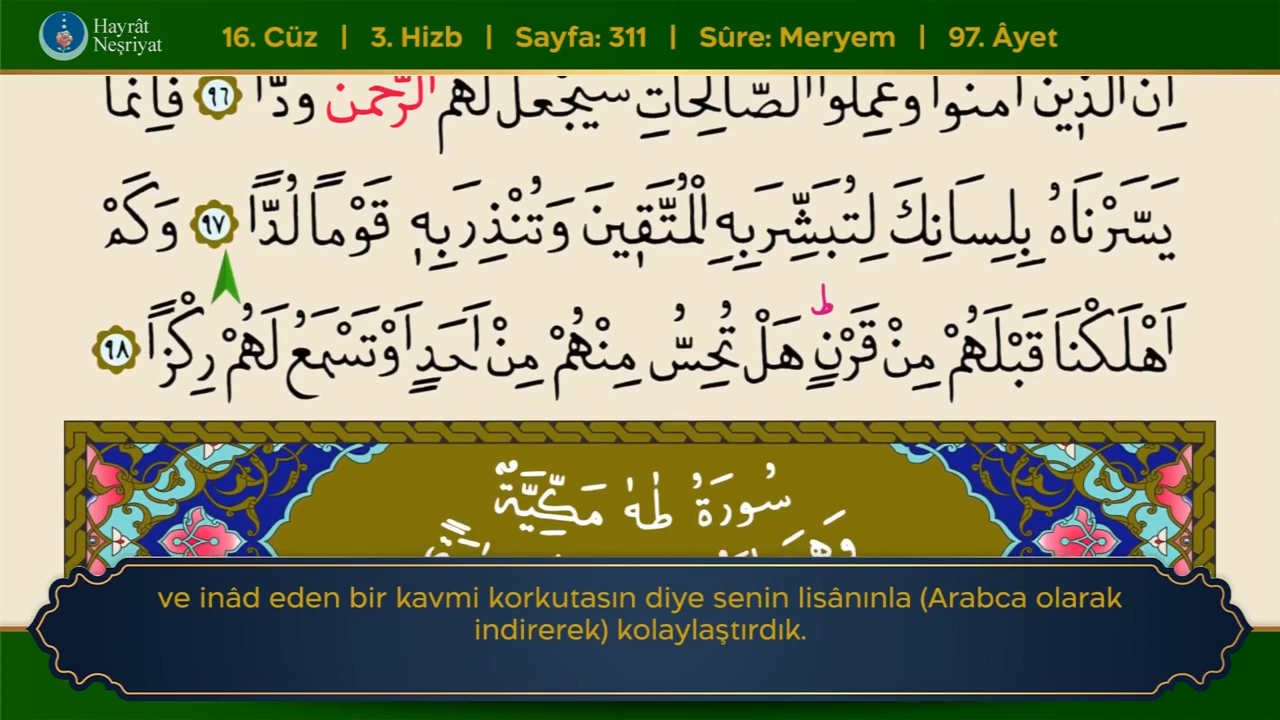 Hayrât
Neşriyat
16. Cüz | 3. Hizb | Sayfa: 311 | Sûre: Meryem | 97. Âyet
اِنَّ الَّذ۪ينَ اٰمَنُوا وَعَمِلُوا الصَّالِحَاتِ سَيَجْعَلُ لَهُمُ الرَّحْمٰنُ وُدًّا ﴿٩٦﴾ فَاِنَّمَا
يَسَّرْنَاهُ بِلِسَانِكَ لِتُبَشِّرَ بِهِ الْمُتَّق۪ينَ وَتُنْذِرَ بِه۪ قَوْمًا لُدًّا ﴿٩٧﴾ وَكَمْ
اَهْلَكْنَا قَبْلَهُمْ مِنْ قَرْنٍۜ هَلْ تُحِسُّ مِنْهُمْ مِنْ اَحَدٍ اَوْ تَسْمَعُ لَهُمْ رِكْزًا ﴿٩٨﴾
سُورَةُ طٰهٰ مَكِّيَّةٌ
ve inâd eden bir kavmi korkutasın diye senin lisânınla (Arabca olarak
indirerek) kolaylaştırdık.